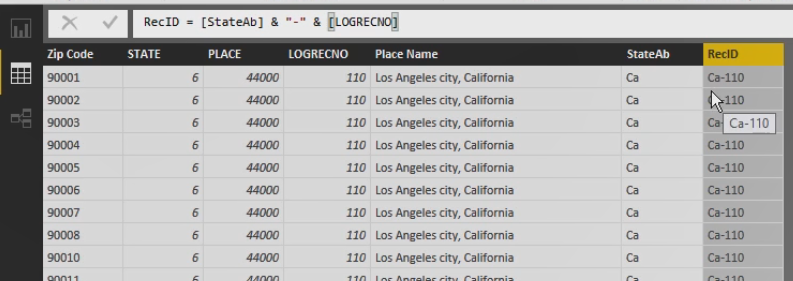 RecID = [StateAb] & "-" & [LOGRECNO]
Zip Code STATE PLACE LOGRECNO Place Name StateAb RecID
90001 6 44000 110 Los Angeles city, California Ca Ca-110
90002 6 44000 110 Los Angeles city, California Ca -110
90003 6 44000 110 Los Angeles city, California Ca Ca- Ca-110
90004 6 44000 110 Los Angeles city, California Ca Ca-110
90005 6 44000 110 Los Angeles city, California Ca Ca-110
90006 6 44000 110 Los Angeles city, California Ca Ca-110
90007 6 44000 110 Los Angeles city, California Ca Ca-110
90008 6 44000 110 Los Angeles city, California Ca Ca-110
90010 6 44000 110 Los Angeles city, California Ca Ca-110
90011 6 44000 110 Los Angeles city, California Ca Ca-110